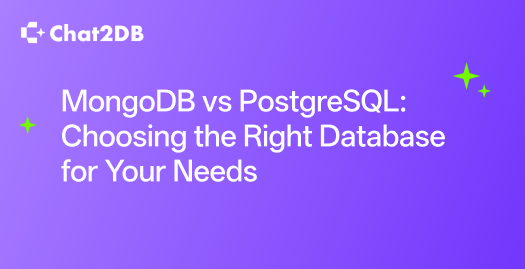 Chat2DB
MongoDB vs PostgreSQL:
Choosing the Right Database
for Your Needs